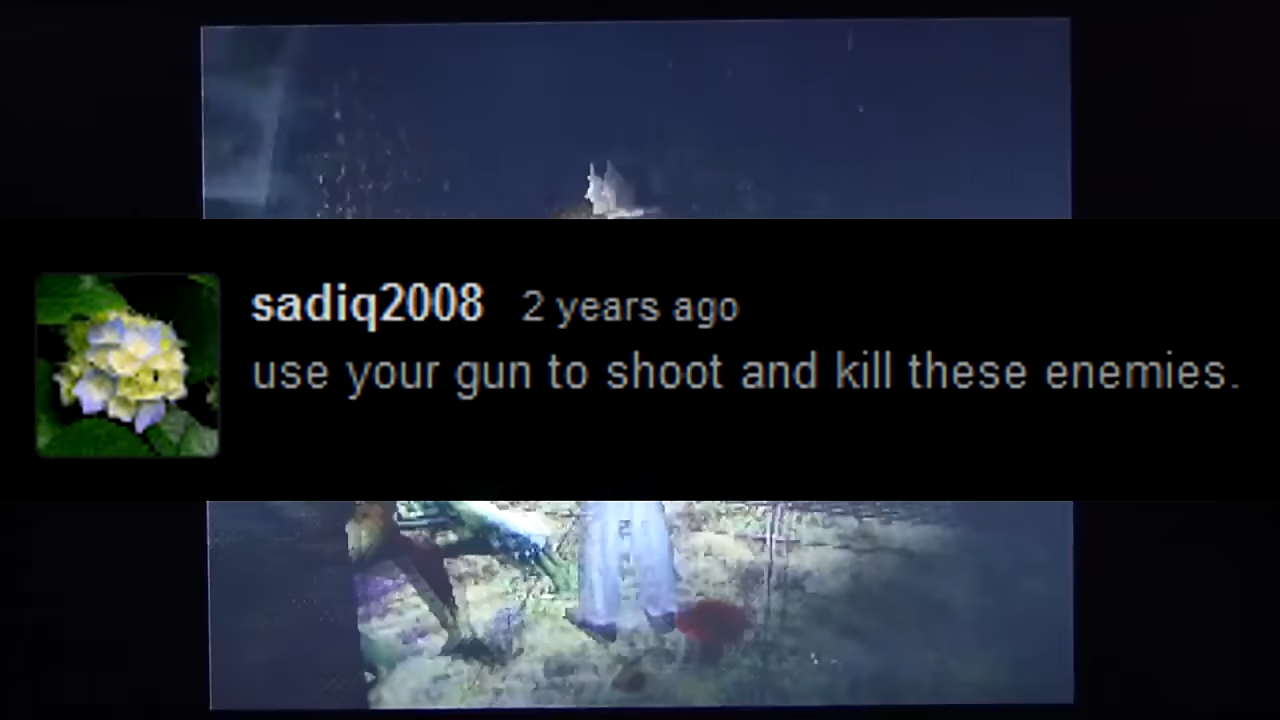 sadiq2008 2 years ago
use your gun to shoot and kill these enemies.